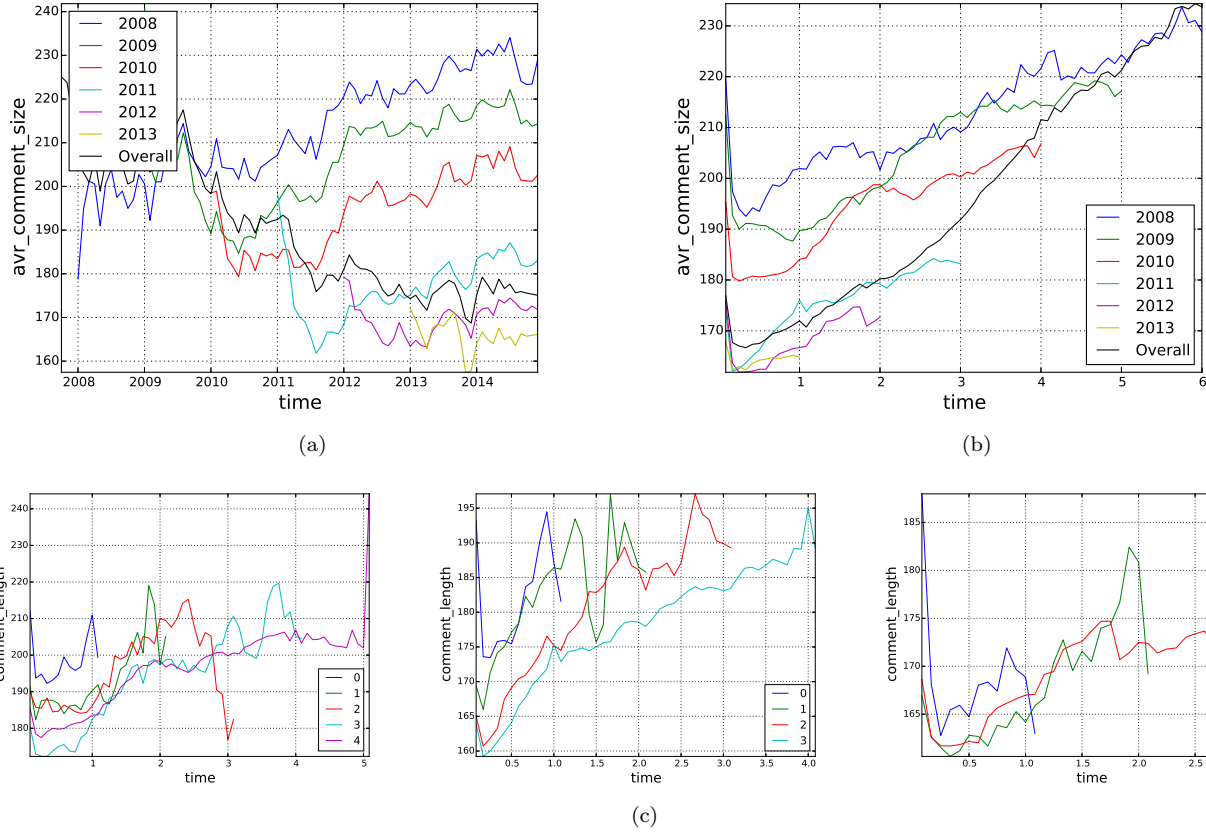 240
230
220
210
200
190
180
170
160
avr_comment_size
2008
2009
2010
2011
2012
2013
Overall
2008 2009 2010 2011 2012 2013 2014
time
(a)
230
220
210
200
190
180
170
avr_comment_size
2008
2009
2010
2011
2012
2013
Overall
1 2 3 4 5 6
time
(b)
240
230
220
210
200
190
180
comment_length
0
1
2
3
4
1 2 3 4 5
time
195
190
185
180
175
170
165
160
comment_length
0
1
2
3
0.5 1.0 1.5 2.0 2.5 3.0 3.5 4.0
time
185
180
175
170
165
comment_length
0.5 1.0 1.5 2.0 2.5
time
(c)